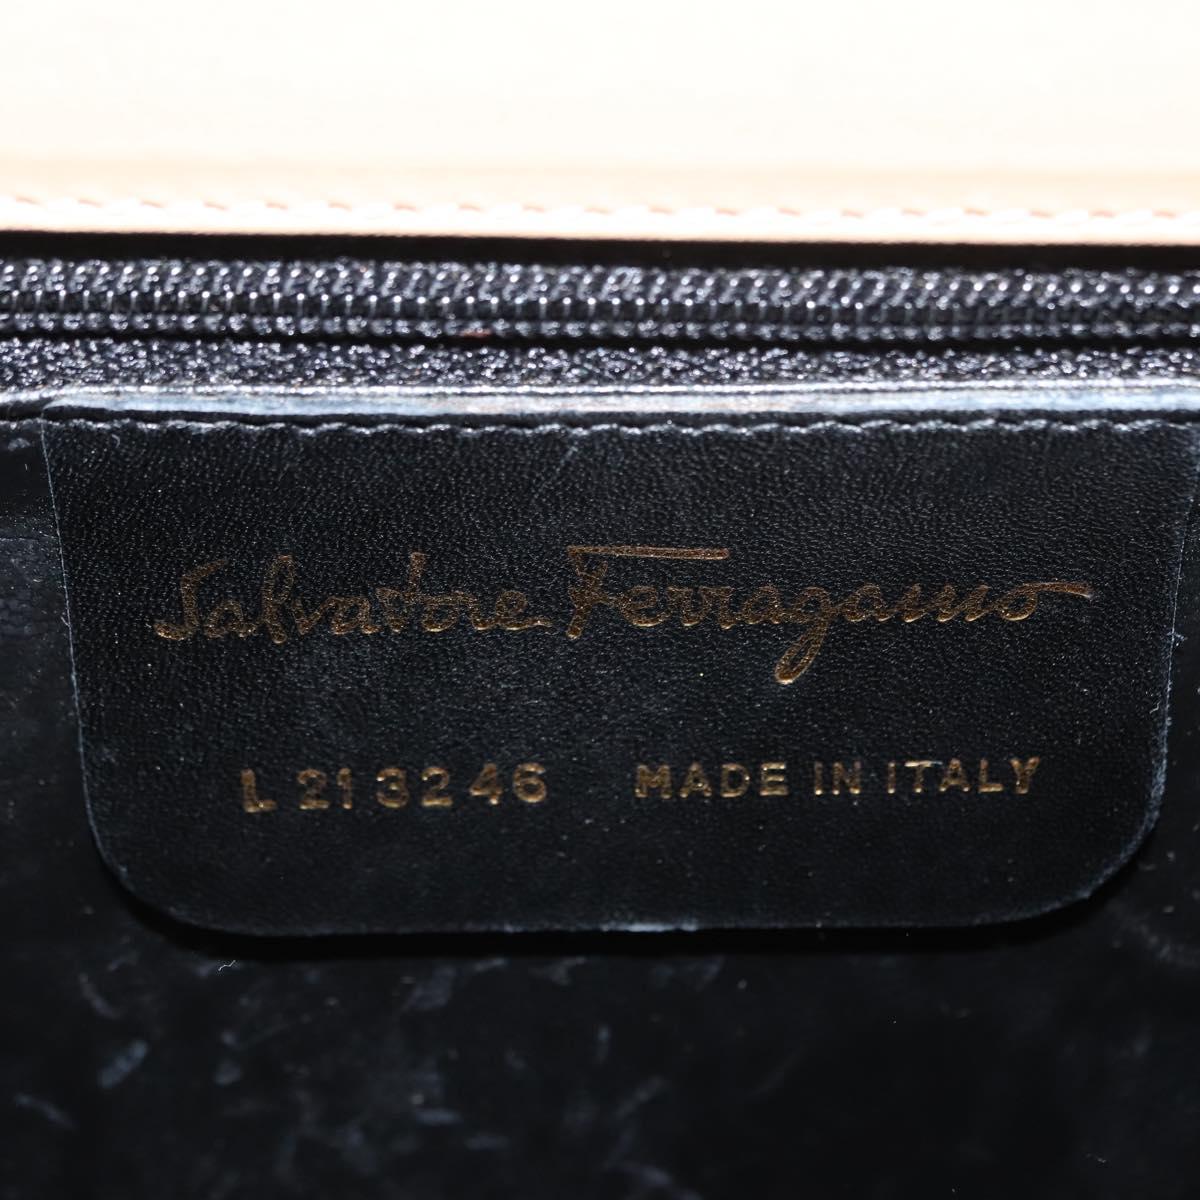 Salvatore Ferragamo
L 21 3246 MADE IN ITALY